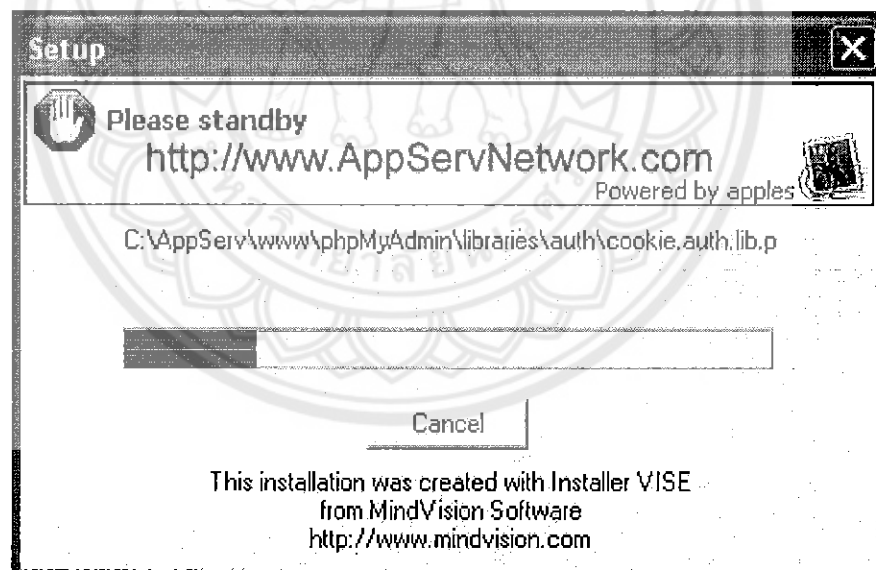 Setup
Please standby
http://www.AppServNetwork.com
Powered by apples
C:\AppServ\www\phpMyAdmin\libraries\auth\cookie.auth.lib.p
Cancel
This installation was created with Installer VISE
from MindVision Software
http://www.mindvision.com